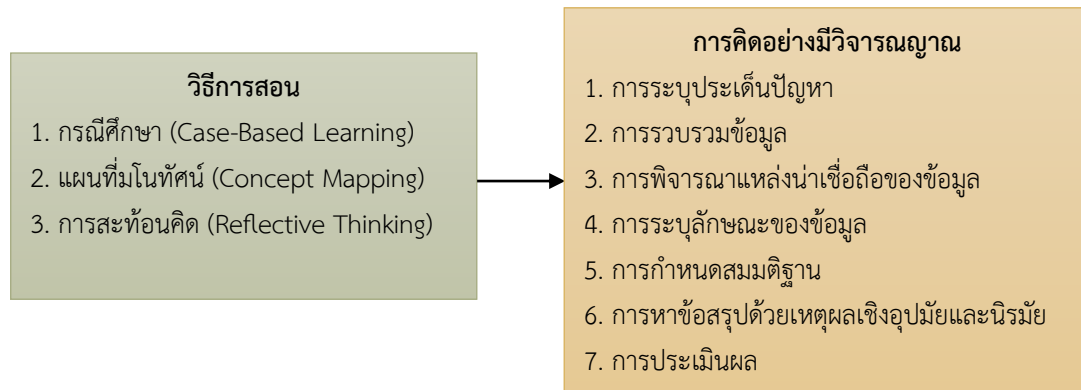 วิธีการสอน
1. กรณีศึกษา (Case-Based Learning)
2. แผนที่มโนทัศน์ (Concept Mapping)
3. การสะท้อนคิด (Reflective Thinking)
การคิดอย่างมีวิจารณญาณ
1. การระบุประเด็นปัญหา
2. การรวบรวมข้อมูล
3. การพิจารณาแหล่งน่าเชื่อถือของข้อมูล
4. การระบุลักษณะของข้อมูล
5. การกำหนดสมมติฐาน
6. การหาข้อสรุปด้วยเหตุผลเชิงอุปมัยและนิรมัย
7. การประเมินผล